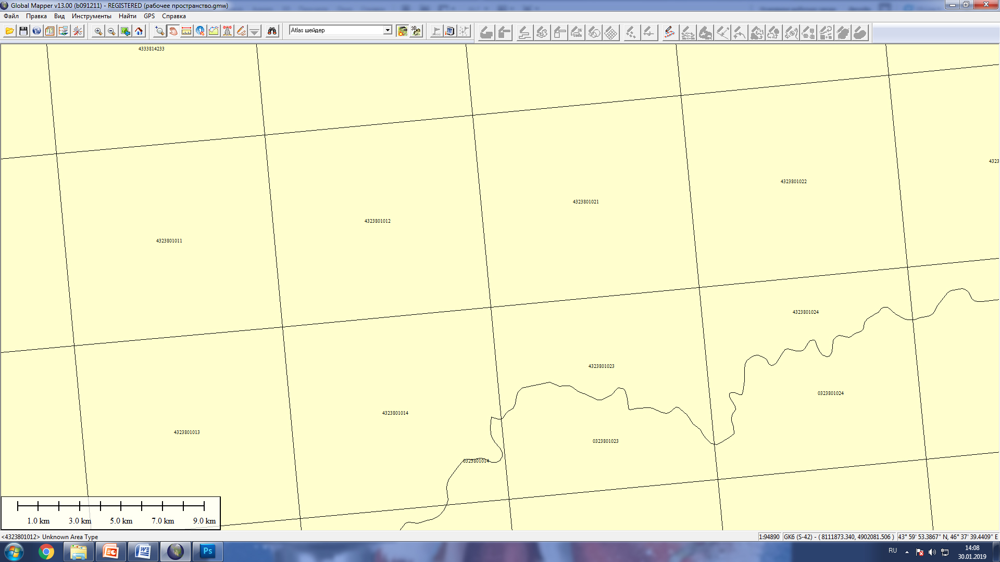 Global Mapper v13.00 (b091211) - REGISTERED (рабочее пространство.gmw)
Файл Правка Вид Инструменты Найти GPS Справка
3D
Atlas шейдер
4333814233
4323
4323801022
4323801021
4323801012
4323801011
4323801024
4323801023
0323801024
4323801014
4323801013
0323801023
0323801014
1.0 km 3.0 km 5.0 km 7.0 km 9.0 km
<4323801012> Unknown Area Type
1:94890 GK6 (S-42) - ( 8111873.340, 4902081.506 ) 43° 59' 53.3867" N, 46° 37' 39.4409" E
Ps
RU
14:08
30.01.2019